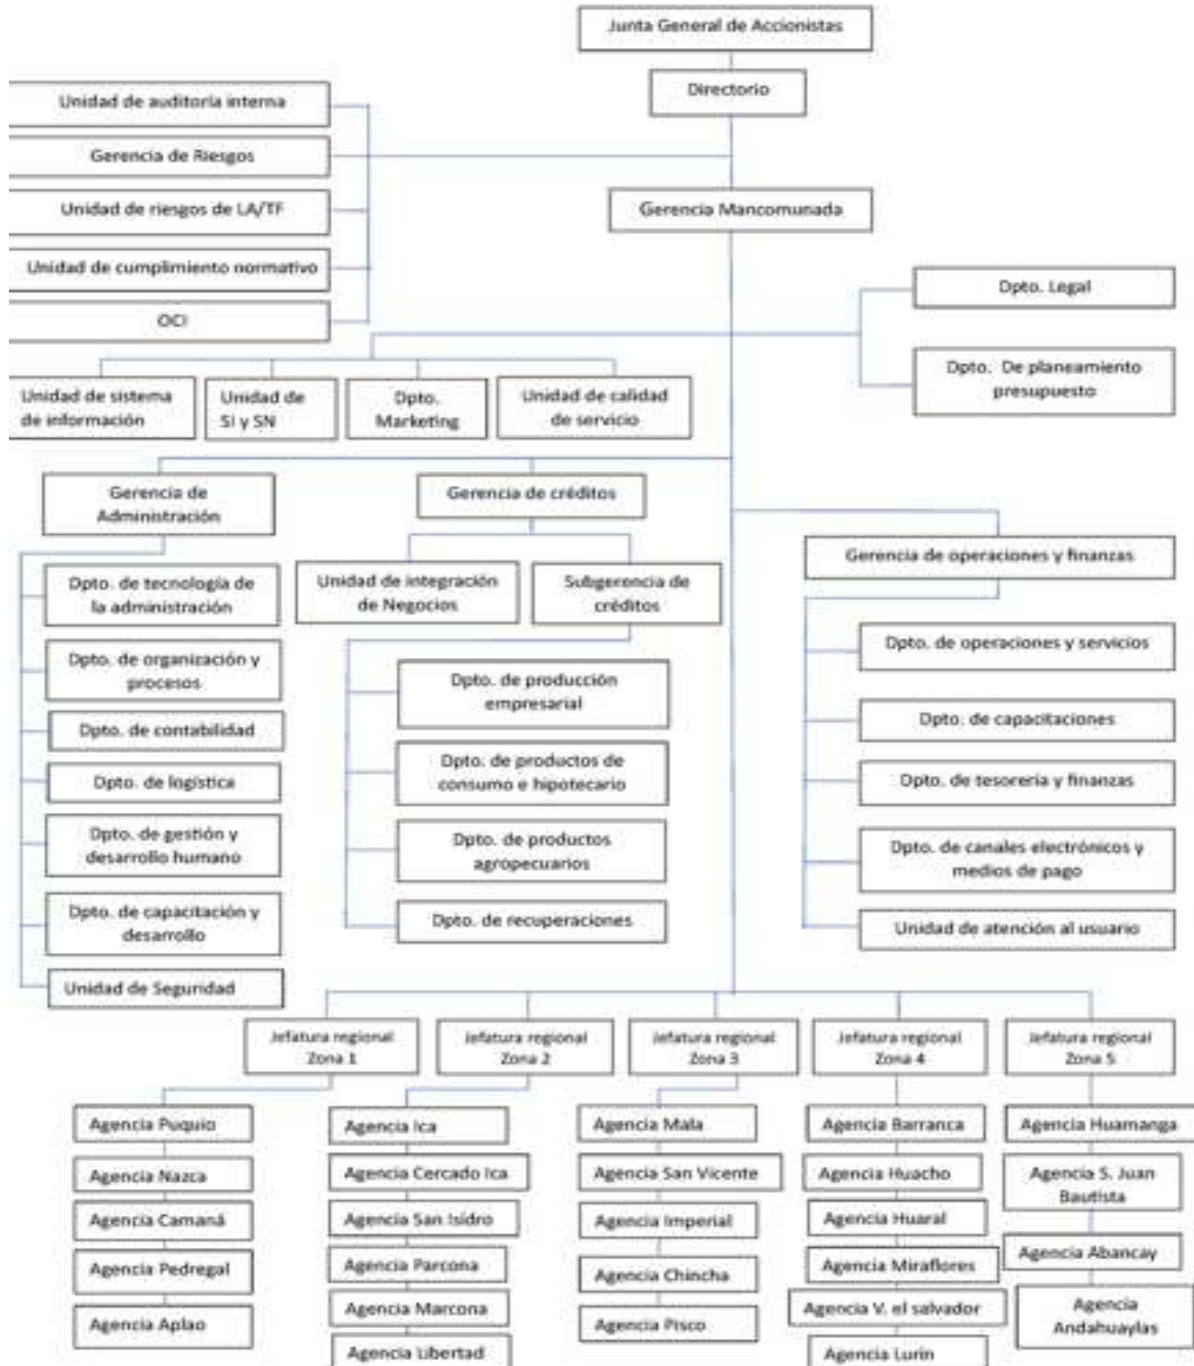 Junta General de Accionistas
Directorio
Unidad de auditoría interna
Gerencia de Riesgos
Unidad de riesgos de LA/TF
Unidad de cumplimiento normativo
OCI
Gerencia Mancomunada
Dpto. Legal
Dpto. De planeamiento
presupuesto
Unidad de sistema
de información
Unidad de
SI y SN
Dpto.
Marketing
Unidad de calidad
de servicio
Gerencia de
Administración
Gerencia de créditos
Gerencia de operaciones y finanzas
Dpto. de tecnología de
la administración
Dpto. de organización y
procesos
Dpto. de contabilidad
Dpto. de logística
Dpto. de gestión y
desarrollo humano
Dpto. de capacitación y
desarrollo
Unidad de Seguridad
Unidad de integración
de Negocios
Subgerencia de
créditos
Dpto. de producción
empresarial
Dpto. de productos de
consumo e hipotecario
Dpto. de productos
agropecuarios
Dpto. de recuperaciones
Dpto. de operaciones y servicios
Dpto. de capacitaciones
Dpto. de tesorería y finanzas
Dpto. de canales electrónicos y
medios de pago
Unidad de atención al usuario
Jefatura regional
Zona 1
Jefatura regional
Zona 2
Jefatura regional
Zona 3
Jefatura regional
Zona 4
Jefatura regional
Zona 5
Agencia Puquio
Agencia Nazca
Agencia Camaná
Agencia Pedregal
Agencia Aplao
Agencia Ica
Agencia Cercado Ica
Agencia San Isídro
Agencia Parcona
Agencia Marcona
Agencia Libertad
Agencia Mala
Agencia San Vicente
Agencia Imperial
Agencia Chincha
Agencia Pisco
Agencia Barranca
Agencia Huacho
Agencia Huaral
Agencia Miraflores
Agencia V. el salvador
Agencia Lurín
Agencia Huamanga
Agencia S. Juan
Bautista
Agencia Abancay
Agencia
Andahuaylas